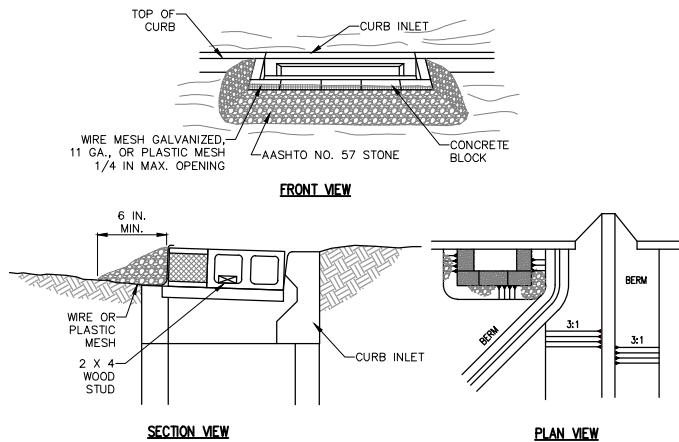 TOP OF
CURB
CURB INLET
WIRE MESH GALVANIZED,
11 GA., OR PLASTIC MESH
1/4 IN MAX. OPENING
AASHTO NO. 57 STONE
CONCRETE
BLOCK
FRONT VIEW
6 IN.
MIN.
WIRE OR
PLASTIC
MESH
2 X 4
WOOD
STUD
CURB INLET
SECTION VIEW
BERM
BERM
3:1
3:1
PLAN VIEW